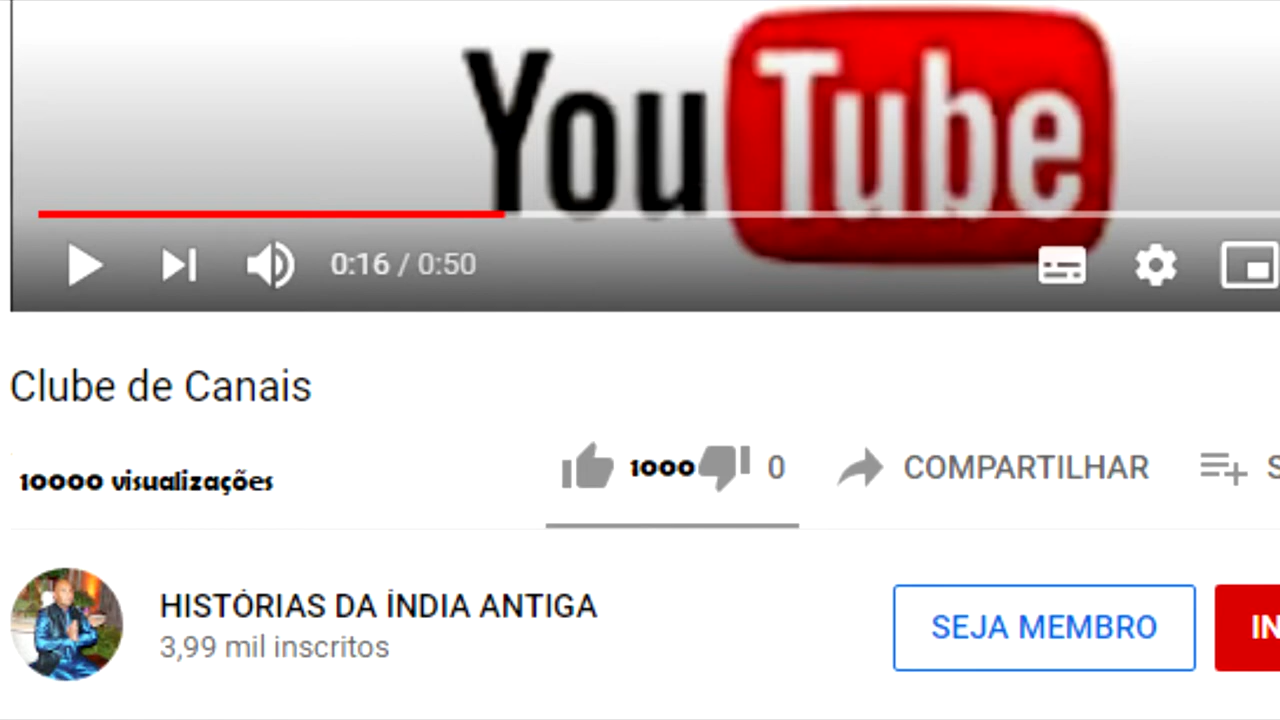 YouTube
0:16 / 0:50
Clube de Canais
10000 visualizações
1000 0 COMPARTILHAR S
HISTÓRIAS DA ÍNDIA ANTIGA
3,99 mil inscritos
SEJA MEMBRO IN